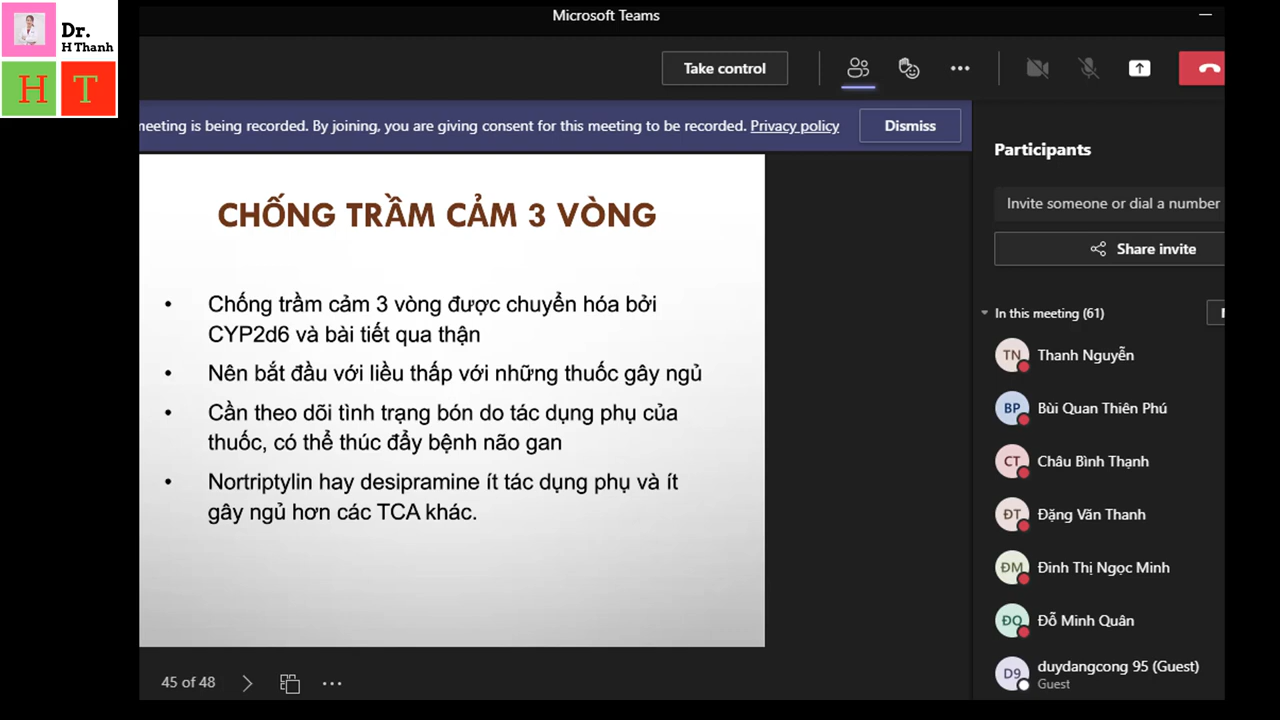 Dr.
H Thanh
H T
Microsoft Teams
Take control
neeting is being recorded. By joining, you are giving consent for this meeting to be recorded. Privacy policy
Dismiss
CHỐNG TRẦM CẢM 3 VÒNG
• Chống trầm cảm 3 vòng được chuyển hóa bởi
CYP2d6 và bài tiết qua thận
• Nên bắt đầu với liều thấp với những thuốc gây ngủ
• Cần theo dõi tình trạng bón do tác dụng phụ của
thuốc, có thể thúc đẩy bệnh não gan
• Nortriptylin hay desipramine ít tác dụng phụ và ít
gây ngủ hơn các TCA khác.
45 of 48
Participants
Invite someone or dial a number
Share invite
In this meeting (61)
TN Thanh Nguyễn
BP Bùi Quan Thiên Phú
CT Châu Bình Thạnh
ĐT Đặng Văn Thanh
ĐM Đinh Thị Ngọc Minh
ĐQ Đỗ Minh Quân
D9 duydangcong 95 (Guest)
Guest